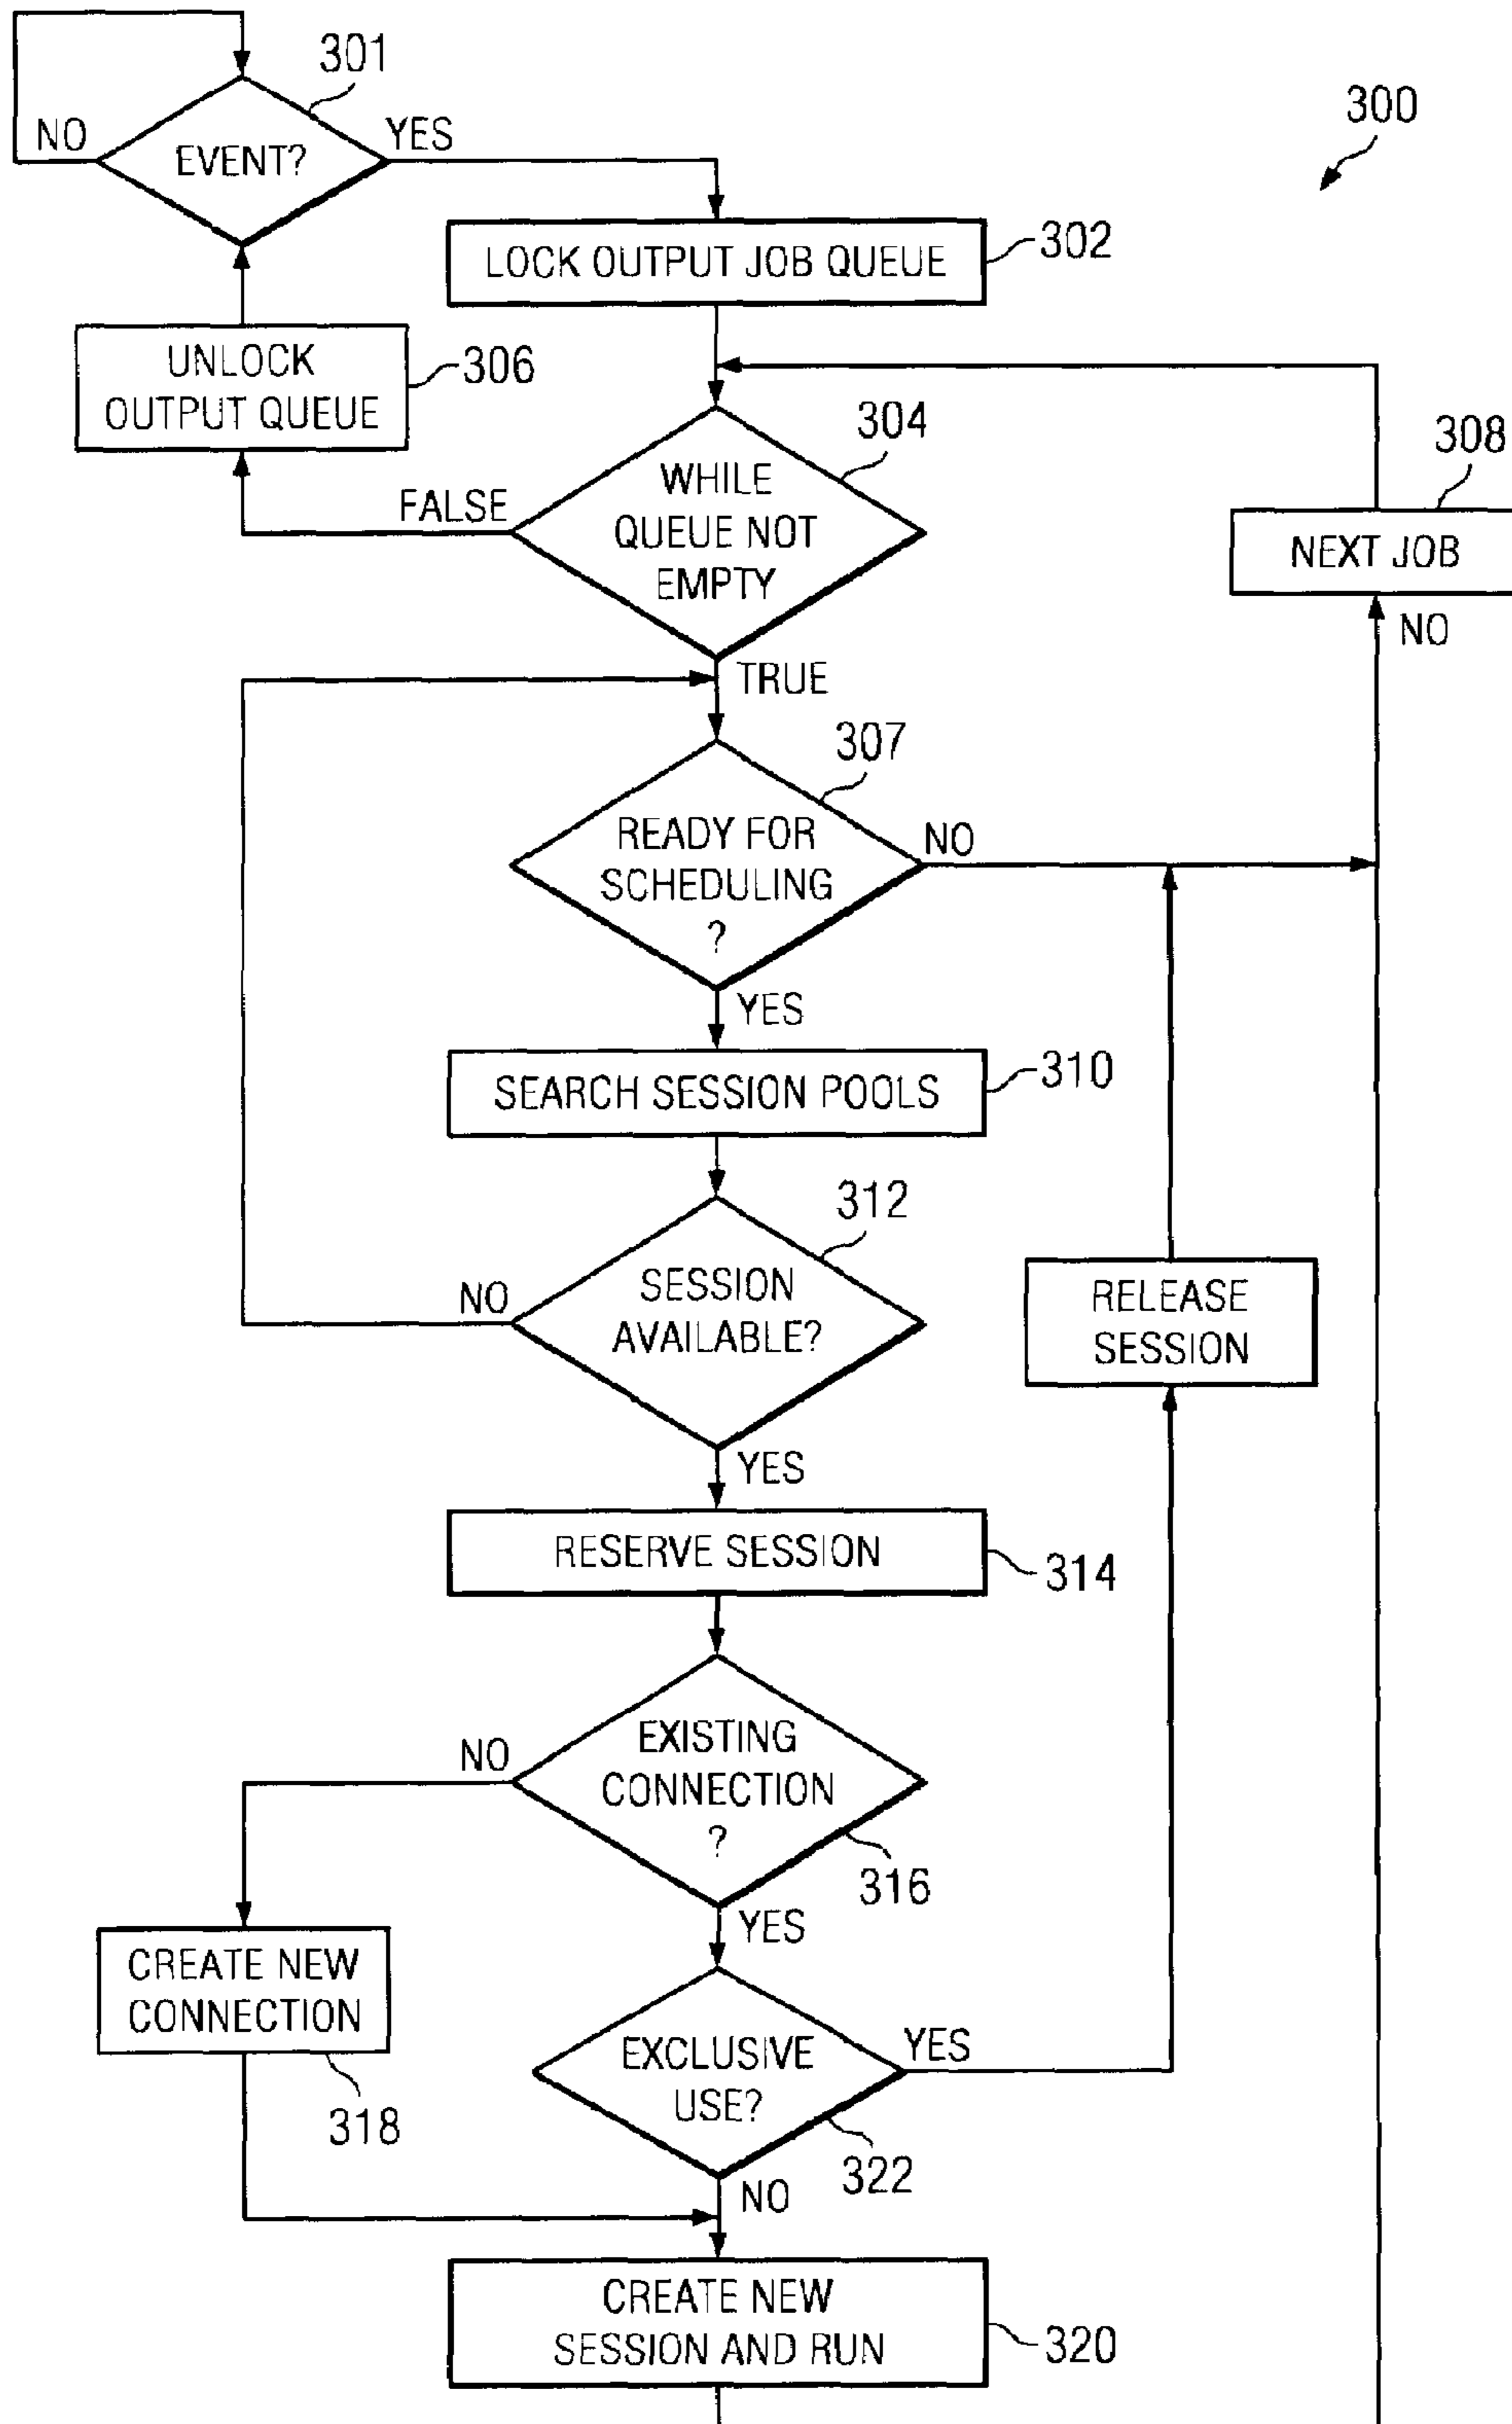 301
300
NO
EVENT?
YES
LOCK OUTPUT JOB QUEUE
302
UNLOCK
OUTPUT QUEUE
306
304
308
WHILE
QUEUE NOT
EMPTY
FALSE
NEXT JOB
NO
TRUE
307
READY FOR
SCHEDULING
?
NO
YES
SEARCH SESSION POOLS
310
312
SESSION
AVAILABLE?
NO
RELEASE
SESSION
YES
RESERVE SESSION
314
EXISTING
CONNECTION
?
NO
316
YES
CREATE NEW
CONNECTION
318
EXCLUSIVE
USE?
YES
322
NO
CREATE NEW
SESSION AND RUN
320